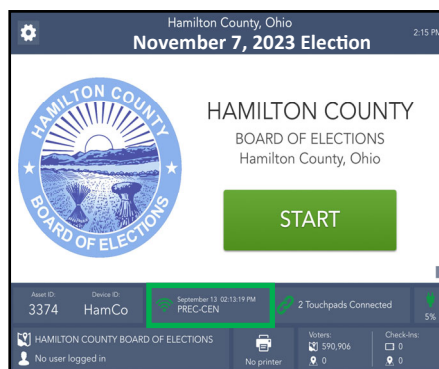 Hamilton County, Ohio
November 7, 2023 Election
2:15 PM
HAMILTON COUNTY
BOARD OF ELECTIONS
HAMILTON COUNTY
BOARD OF ELECTIONS
Hamilton County, Ohio
START
Asset ID:
3374
Device ID:
HamCo
September 13 02:13:19 PM
PREC-CEN
2 Touchpads Connected
5%
HAMILTON COUNTY BOARD OF ELECTIONS
No user logged in
No printer
Voters:
590,906
0
Check-Ins:
0
0